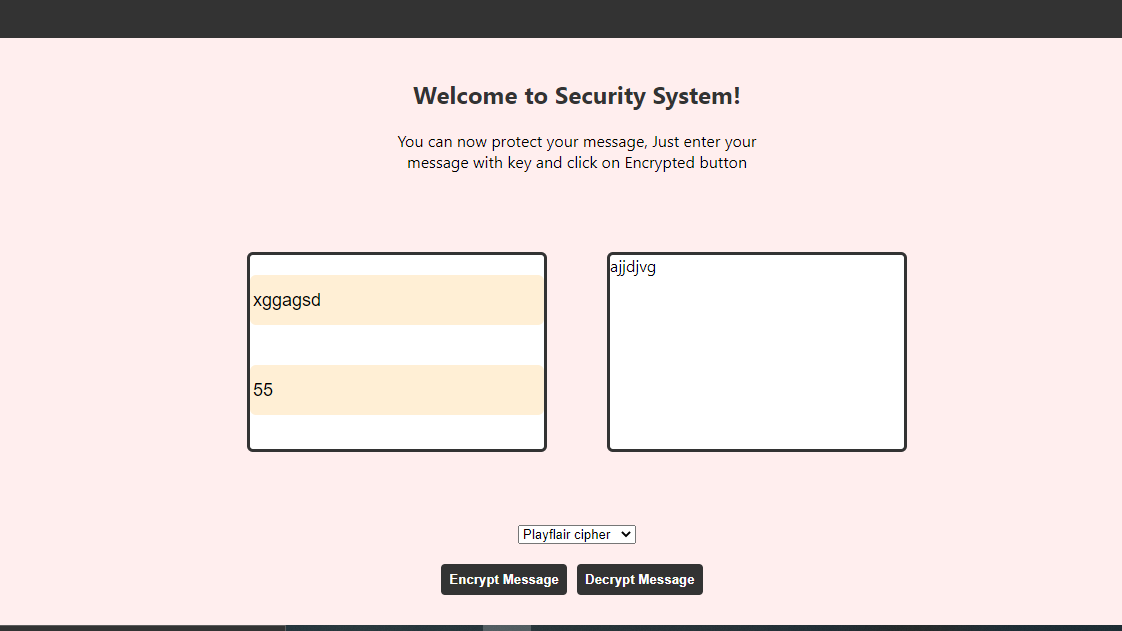 Welcome to Security System!
You can now protect your message, Just enter your
message with key and click on Encrypted button
xggagsd
ajjdjvg
55
Playflair cipher
Encrypt Message
Decrypt Message